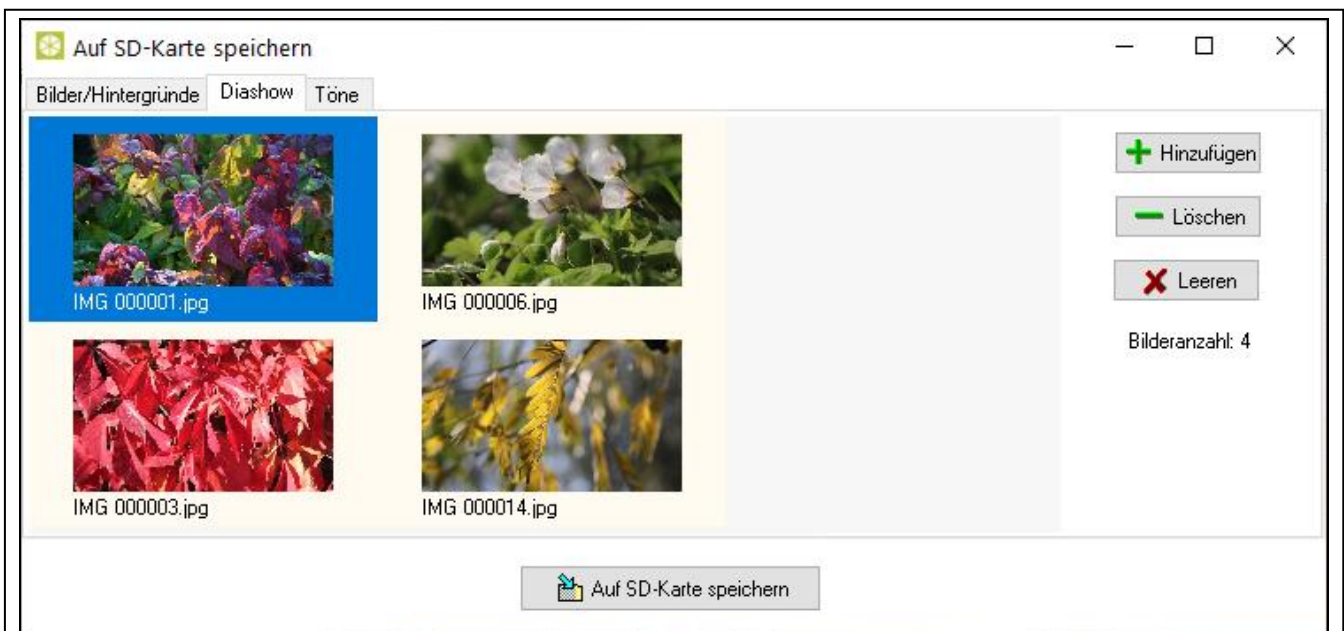 Auf SD-Karte speichern
Bilder/Hintergründe Diashow Töne
Hinzufügen
Löschen
Leeren
Bilderanzahl: 4
IMG 000001.jpg IMG 000006.jpg
IMG 000003.jpg IMG 000014.jpg
Auf SD-Karte speichern